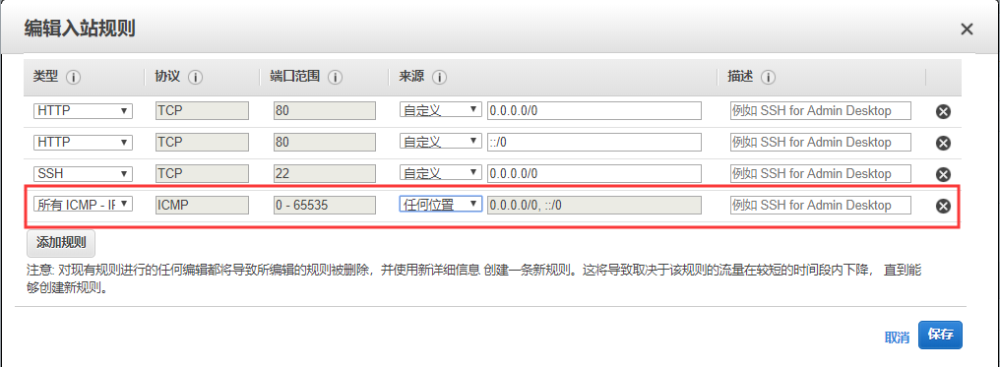 编辑入站规则
类型 协议 端口范围 来源 描述
HTTP TCP 80 自定义 0.0.0.0/0 例如 SSH for Admin Desktop
HTTP TCP 80 自定义 ::/0 例如 SSH for Admin Desktop
SSH TCP 22 自定义 0.0.0.0/0 例如 SSH for Admin Desktop
所有 ICMP - IP ICMP 0 - 65535 任何位置 0.0.0.0/0, ::/0 例如 SSH for Admin Desktop
添加规则
注意: 对现有规则进行的任何编辑都将导致所编辑的规则被删除，并使用新详细信息 创建一条新规则。这将导致取决于该规则的流量在较短的时间段内下降， 直到能
够创建新规则。
取消 保存